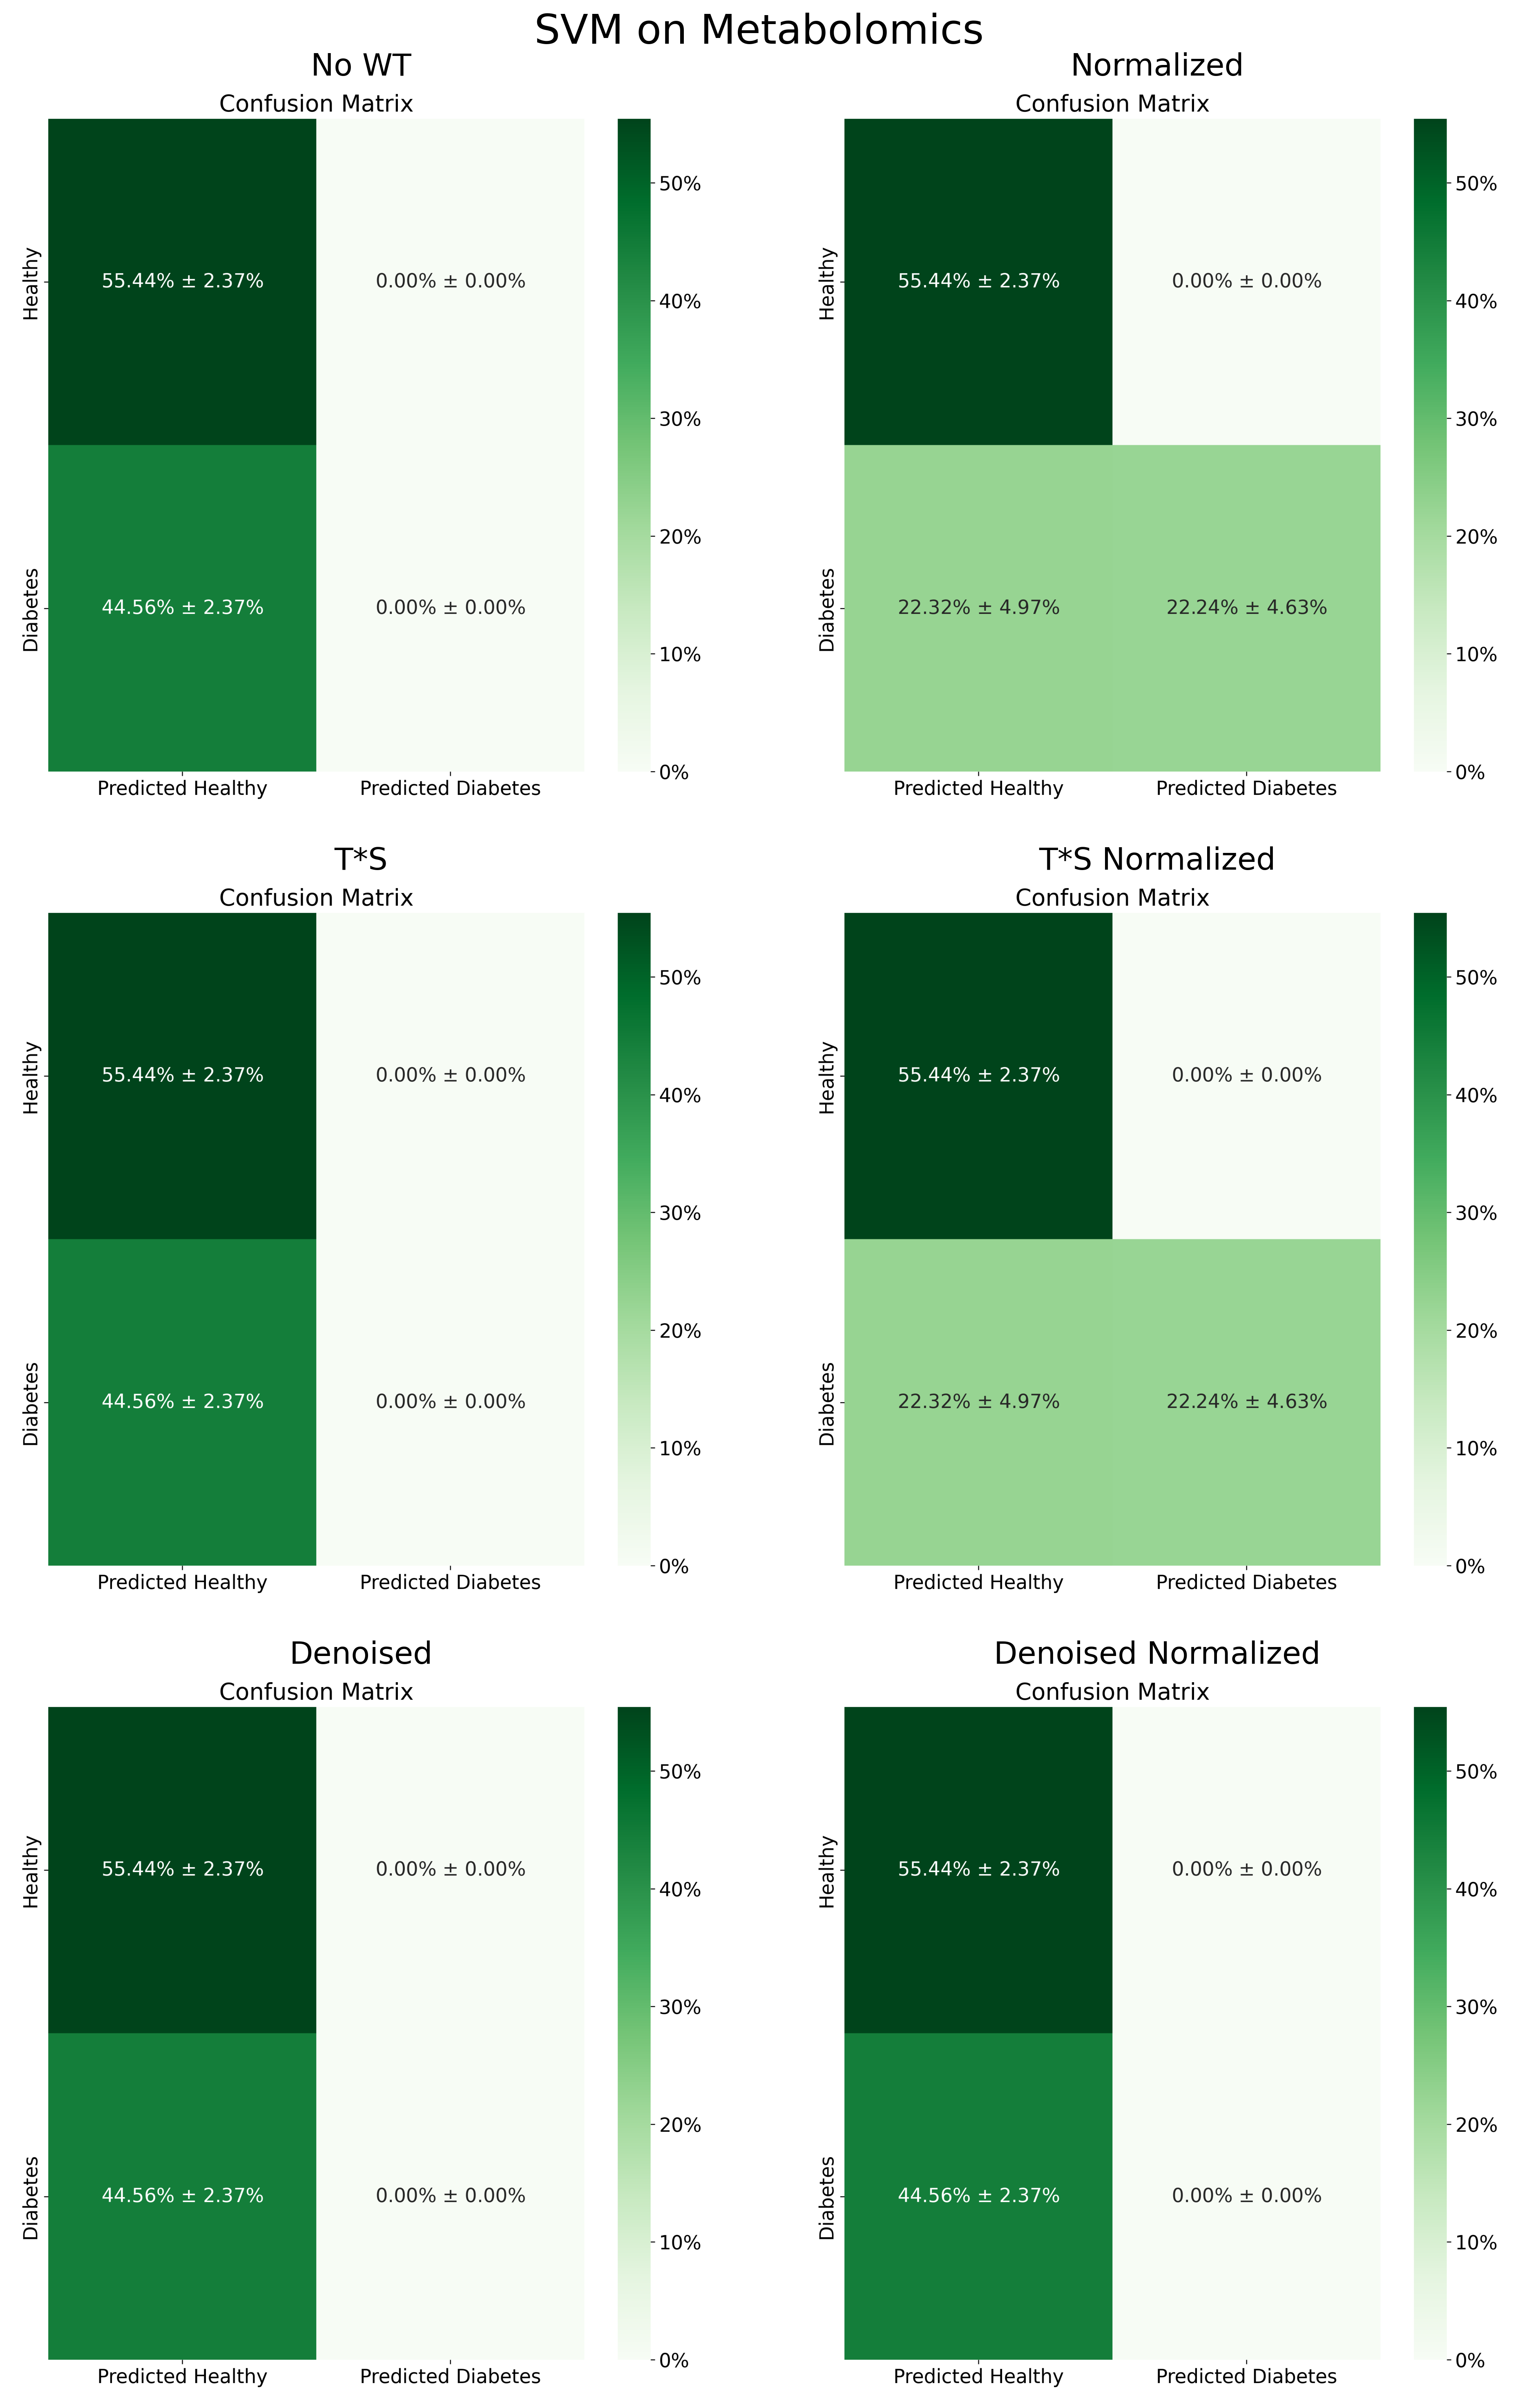 SVM on Metabolomics
No WT
Confusion Matrix
Healthy
Diabetes
55.44% ± 2.37%
0.00% ± 0.00%
44.56% ± 2.37%
0.00% ± 0.00%
Predicted Healthy
Predicted Diabetes
50%
40%
30%
20%
10%
0%
Normalized
Confusion Matrix
Healthy
Diabetes
55.44% ± 2.37%
0.00% ± 0.00%
22.32% ± 4.97%
22.24% ± 4.63%
Predicted Healthy
Predicted Diabetes
50%
40%
30%
20%
10%
0%
T*S
Confusion Matrix
Healthy
Diabetes
55.44% ± 2.37%
0.00% ± 0.00%
44.56% ± 2.37%
0.00% ± 0.00%
Predicted Healthy
Predicted Diabetes
50%
40%
30%
20%
10%
0%
T*S Normalized
Confusion Matrix
Healthy
Diabetes
55.44% ± 2.37%
0.00% ± 0.00%
22.32% ± 4.97%
22.24% ± 4.63%
Predicted Healthy
Predicted Diabetes
50%
40%
30%
20%
10%
0%
Denoised
Confusion Matrix
Healthy
Diabetes
55.44% ± 2.37%
0.00% ± 0.00%
44.56% ± 2.37%
0.00% ± 0.00%
Predicted Healthy
Predicted Diabetes
50%
40%
30%
20%
10%
0%
Denoised Normalized
Confusion Matrix
Healthy
Diabetes
55.44% ± 2.37%
0.00% ± 0.00%
44.56% ± 2.37%
0.00% ± 0.00%
Predicted Healthy
Predicted Diabetes
50%
40%
30%
20%
10%
0%